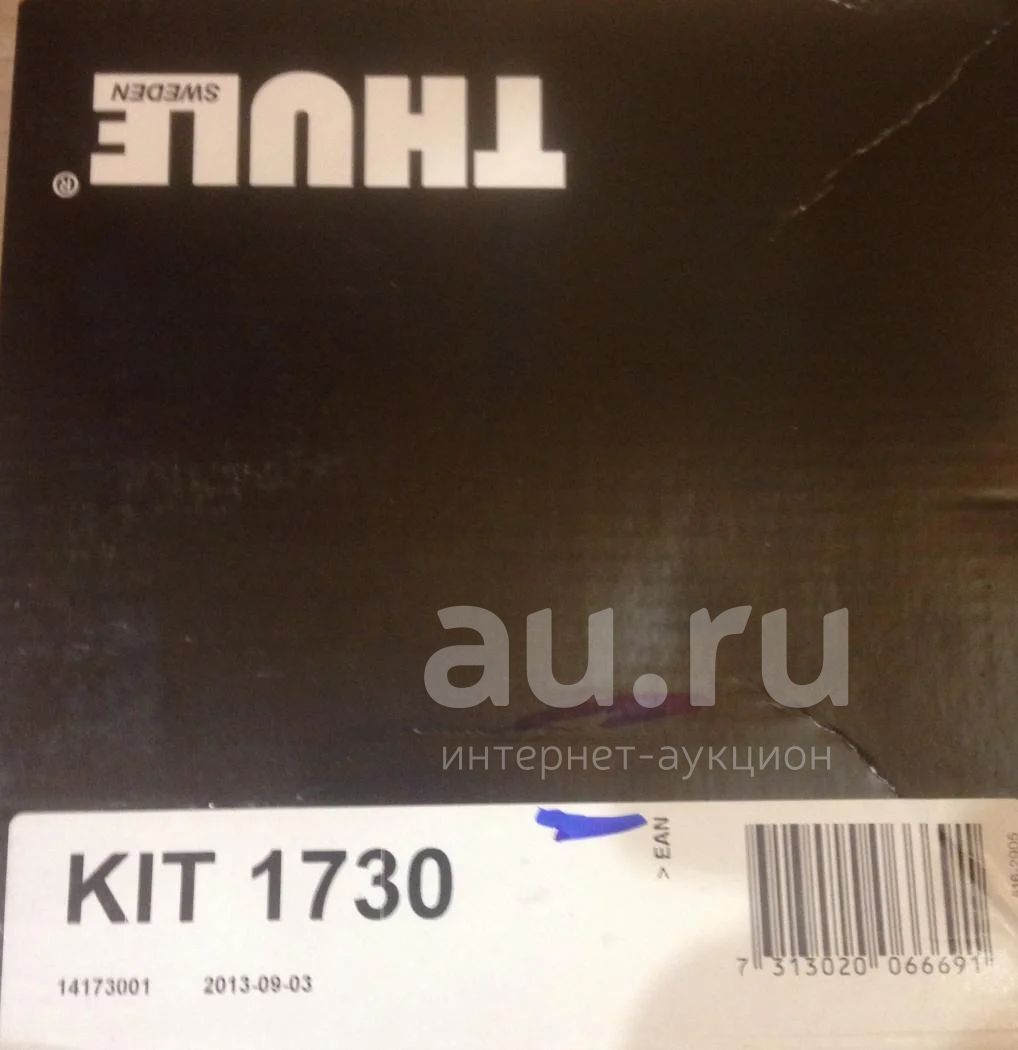 THULE
SWEDEN
®
au.ru
интернет-аукцион
> EAN
KIT 1730
14173001 2013-09-03
7 313020 066691